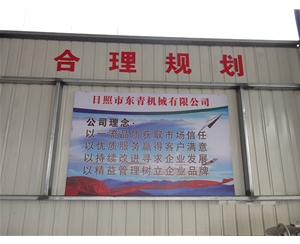 合理规划
日照市东青机械有限公司
公司理念：
以一流品质获取市场信任
以优质服务赢得客户满意
以持续改进寻求企业发展
以精益管理树立企业品牌